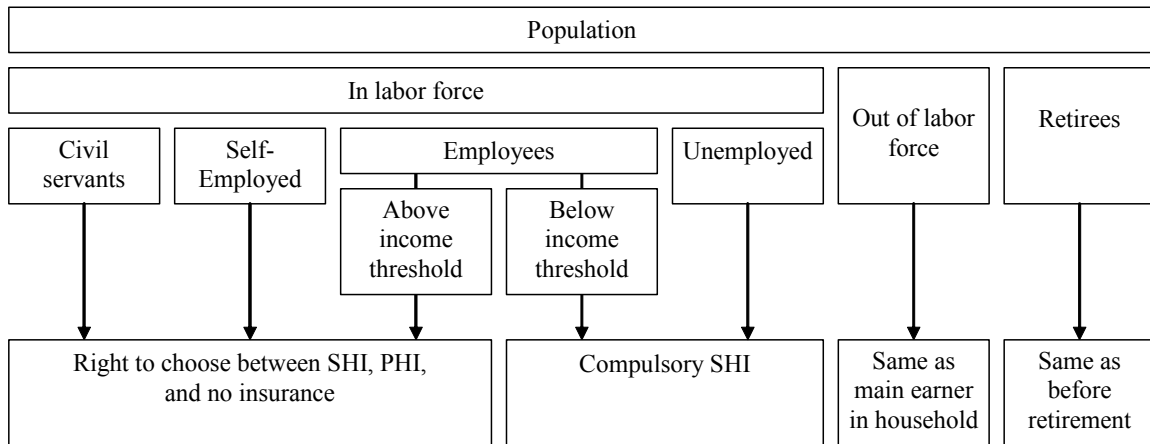 Population
In labor force
Out of labor
force
Retirees
Civil
servants
Self-
Employed
Employees
Unemployed
Above
income
threshold
Below
income
threshold
Right to choose between SHI, PHI,
and no insurance
Compulsory SHI
Same as
main earner
in household
Same as
before
retirement